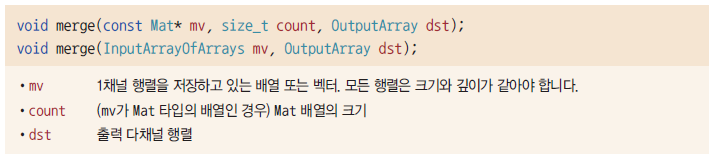 void merge(const Mat* mv, size_t count, OutputArray dst);
void merge(InputArrayOfArrays mv, OutputArray dst);
• mv 1채널 행렬을 저장하고 있는 배열 또는 벡터. 모든 행렬은 크기와 깊이가 같아야 합니다.
• count (mv가 Mat 타입의 배열인 경우) Mat 배열의 크기
• dst 출력 다채널 행렬